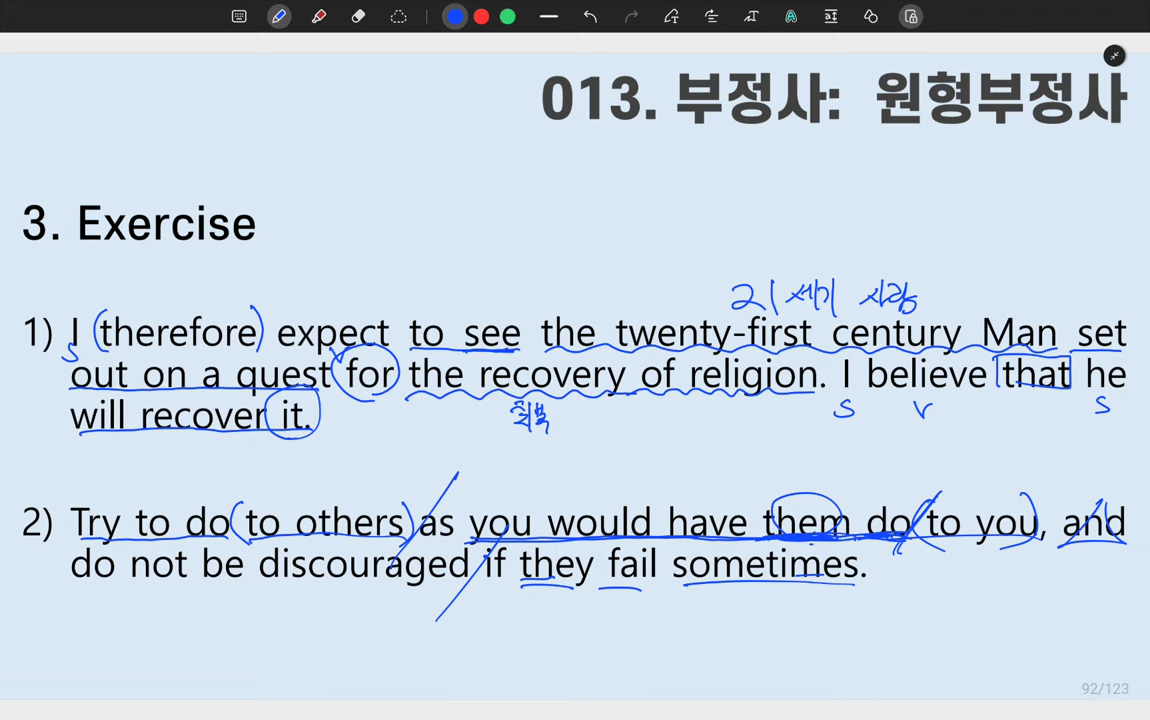 013. 부정사: 원형부정사
3. Exercise
21세기 사람
1) I (therefore) expect to see the twenty-first century Man set
S
out on a quest for the recovery of religion. I believe that he
회복 S V S
will recover it.
2) Try to do (to others) as you would have them do (to you), and
do not be discouraged if they fail sometimes.
92/123